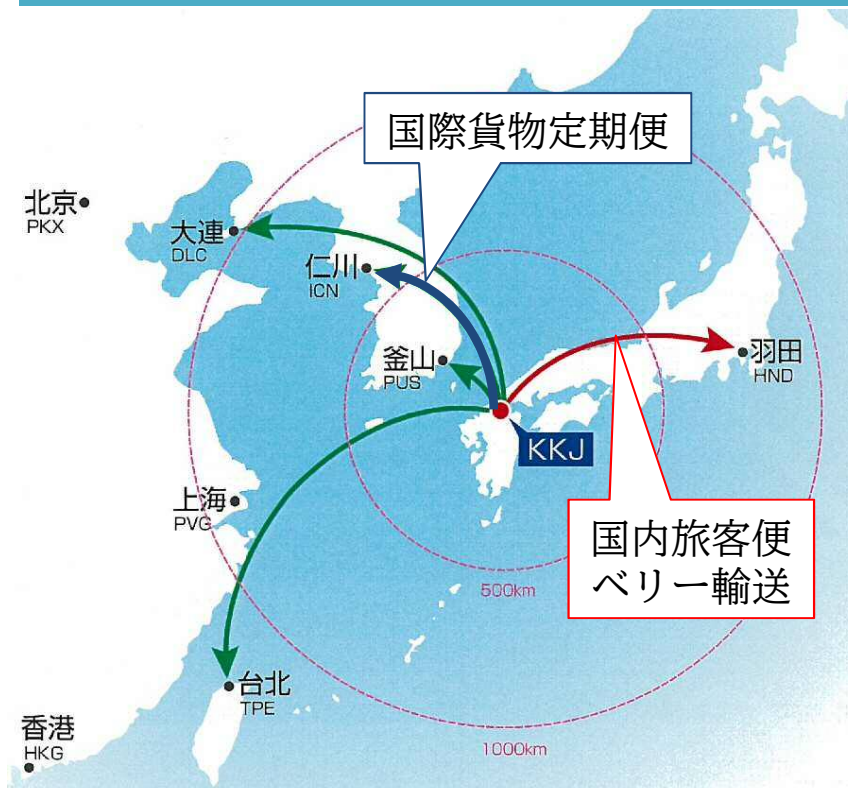 国際貨物定期便
北京
PKX
大連
DLC
仁川
ICN
釜山
PUS
羽田
HND
KKJ
上海
PVG
国内旅客便
ベリー輸送
500km
台北
TPE
香港
HKG
1000km